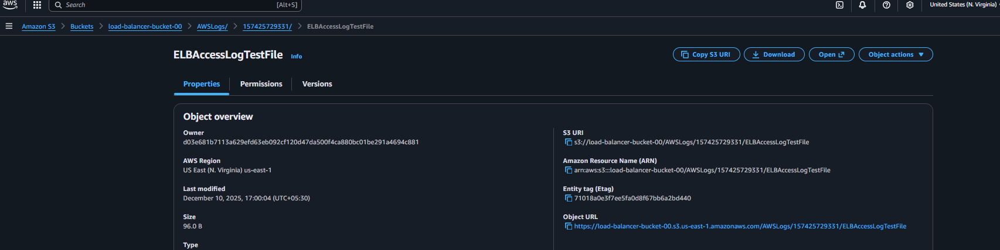 aws Search [Alt+S] United States (N. Virginia)
Amazon S3 > Buckets > load-balancer-bucket-00 > AWSLogs/ > 157425729331/ > ELBAccessLogTestFile
ELBAccessLogTestFile Info Copy S3 URI Download Open Object actions
Properties Permissions Versions
Object overview
Owner
d03e681b7113a629efd63eb092cf120d47da500f4ca880bc01be291a4694c881
AWS Region
US East (N. Virginia) us-east-1
Last modified
December 10, 2025, 17:00:04 (UTC+05:30)
Size
96.0 B
Type
S3 URI
s3://load-balancer-bucket-00/AWSLogs/157425729331/ELBAccessLogTestFile
Amazon Resource Name (ARN)
arn:aws:s3:::load-balancer-bucket-00/AWSLogs/157425729331/ELBAccessLogTestFile
Entity tag (Etag)
71018a0e3f7ee5fa0d8f67bb6a2bd440
Object URL
https://load-balancer-bucket-00.s3.us-east-1.amazonaws.com/AWSLogs/157425729331/ELBAccessLogTestFile